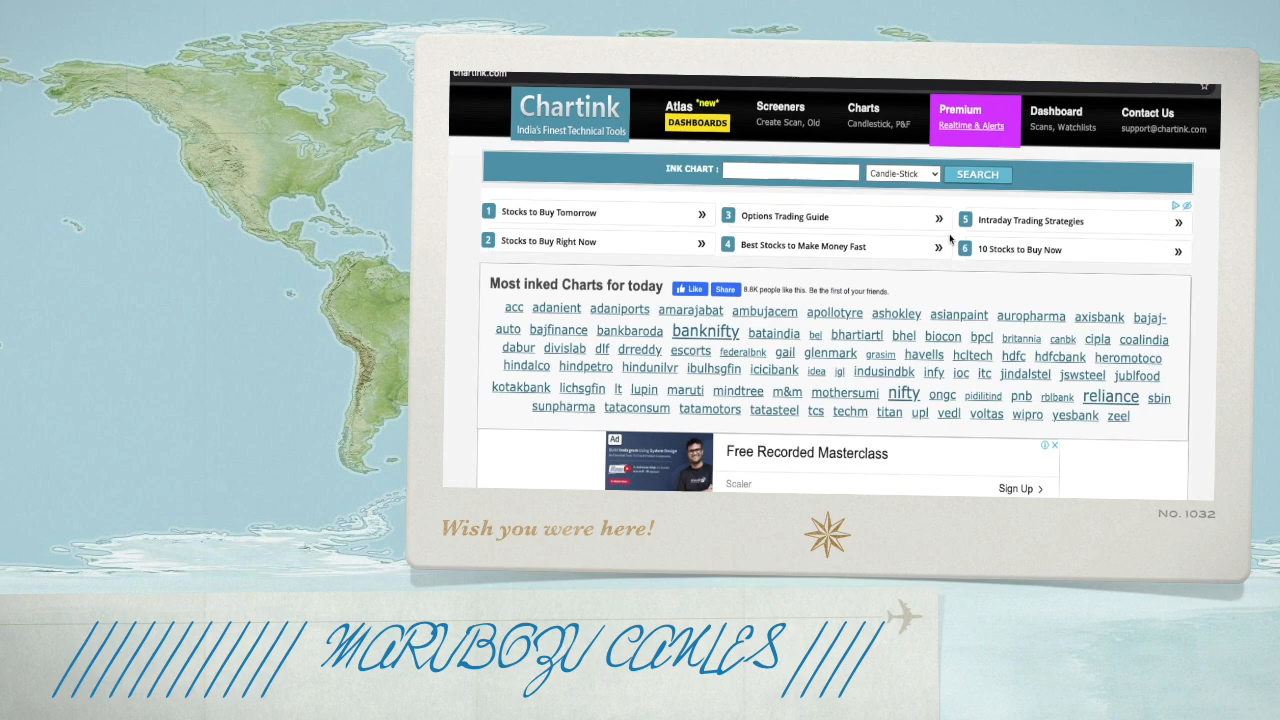 chartink.com
Chartink
India's Finest Technical Tools
Atlas *new*
DASHBOARDS
Screeners
Create Scan, Old
Charts
Candlestick, P&F
Premium
Realtime & Alerts
Dashboard
Scans, Watchlists
Contact Us
support@chartink.com
INK CHART : Candle-Stick SEARCH
1 Stocks to Buy Tomorrow »
3 Options Trading Guide »
5 Intraday Trading Strategies »
2 Stocks to Buy Right Now »
4 Best Stocks to Make Money Fast »
6 10 Stocks to Buy Now »
Most inked Charts for today Like Share 8.8K people like this. Be the first of your friends.
acc adanient adaniports amarajabat ambujacem apollotyre ashokley asianpaint auropharma axisbank bajaj-
auto bajfinance bankbaroda banknifty bataindia bel bhartiartl bhel biocon bpcl britannia canbk cipla coalindia
dabur divislab dlf drreddy escorts federalbnk gail glenmark grasim havells hcltech hdfc hdfcbank heromotoco
hindalco hindpetro hindunilvr ibulhsgfin icicibank idea igl indusindbk infy ioc itc jindalstel jswsteel jublfood
kotakbank lichsgfin lt lupin maruti mindtree m&m mothersumi nifty ongc pidilitind pnb rblbank reliance sbin
sunpharma tataconsum tatamotors tatasteel tcs techm titan upl vedl voltas wipro yesbank zeel
Ad
Free Recorded Masterclass
Scaler
Sign Up >
Wish you were here!
No. 1032
////////////// MARUBOZU CANLES /////